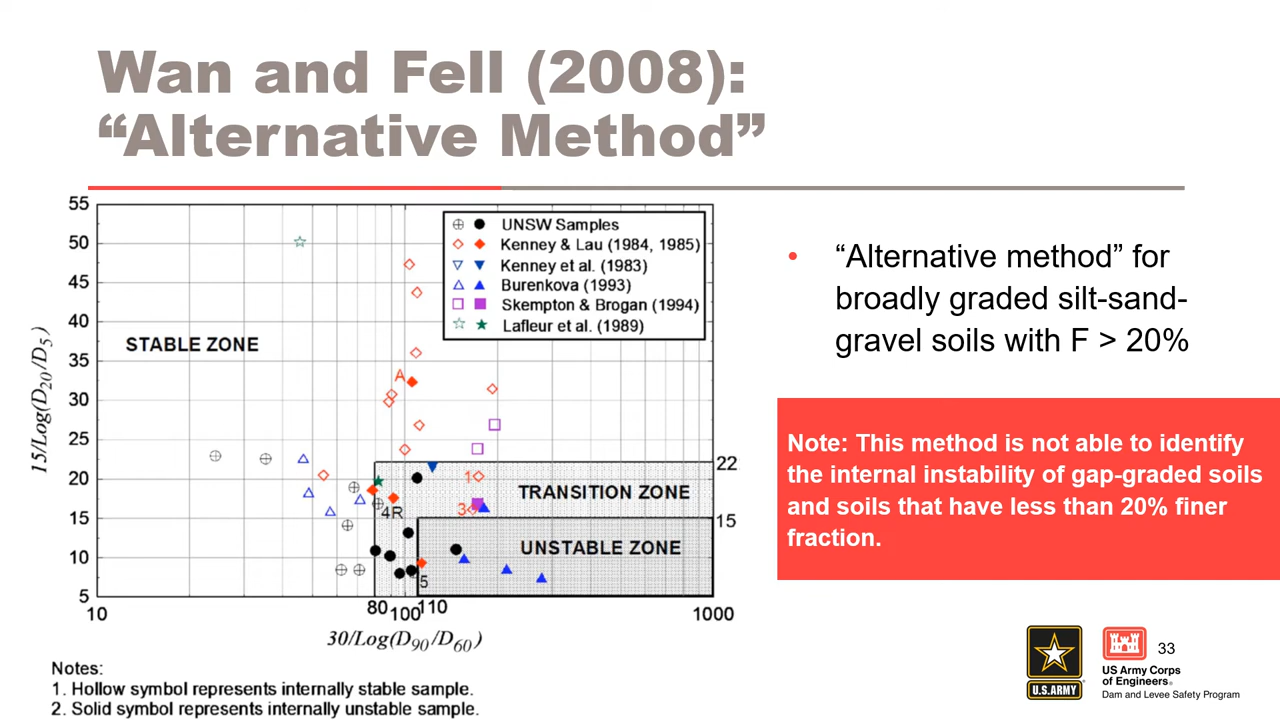 Wan and Fell (2008):
“Alternative Method”
55
50
45
40
35
30
25
20
15
10
5
15/Log(D20/D5)
STABLE ZONE
UNSW Samples
Kenney & Lau (1984, 1985)
Kenney et al. (1983)
Burenkova (1993)
Skempton & Brogan (1994)
Lafleur et al. (1989)
A
1
3
4R
5
TRANSITION ZONE
UNSTABLE ZONE
22
15
10
80
100
110
1000
30/Log(D90/D60)
Notes:
1. Hollow symbol represents internally stable sample.
2. Solid symbol represents internally unstable sample.
• “Alternative method” for
broadly graded silt-sand-
gravel soils with F > 20%
Note: This method is not able to identify
the internal instability of gap-graded soils
and soils that have less than 20% finer
fraction.
U.S.ARMY
US Army Corps
of Engineers®
Dam and Levee Safety Program
33